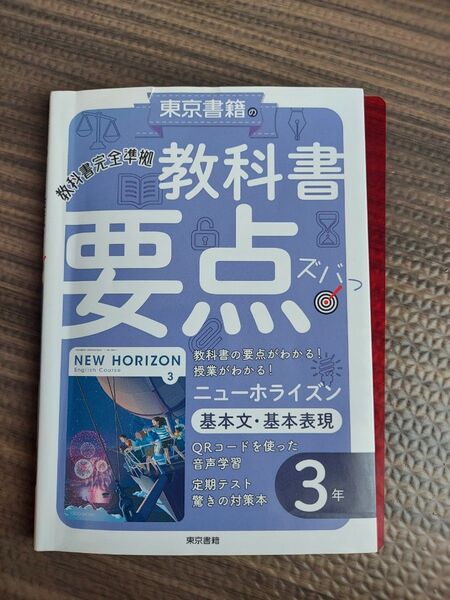 東京書籍の
教科書完全準拠
教科書
要点
ズバっ
NEW HORIZON
English Course
3
教科書の要点がわかる！
授業がわかる！
ニューホライズン
基本文・基本表現
QRコードを使った
音声学習
定期テスト
驚きの対策本
3年
東京書籍